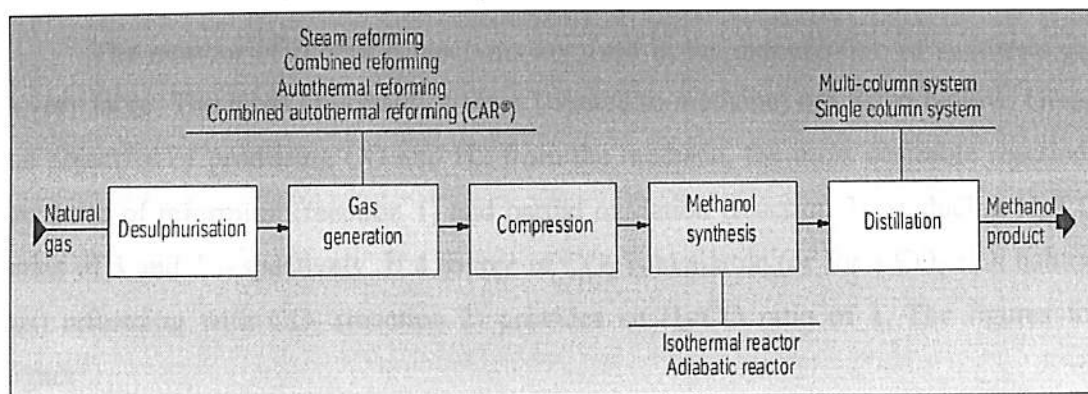 Steam reforming
Combined reforming
Autothermal reforming
Combined autothermal reforming (CAR®)
Multi-column system
Single column system
Natural
gas
Desulphurisation
Gas
generation
Compression
Methanol
synthesis
Distillation
Methanol
product
Isothermal reactor
Adiabatic reactor